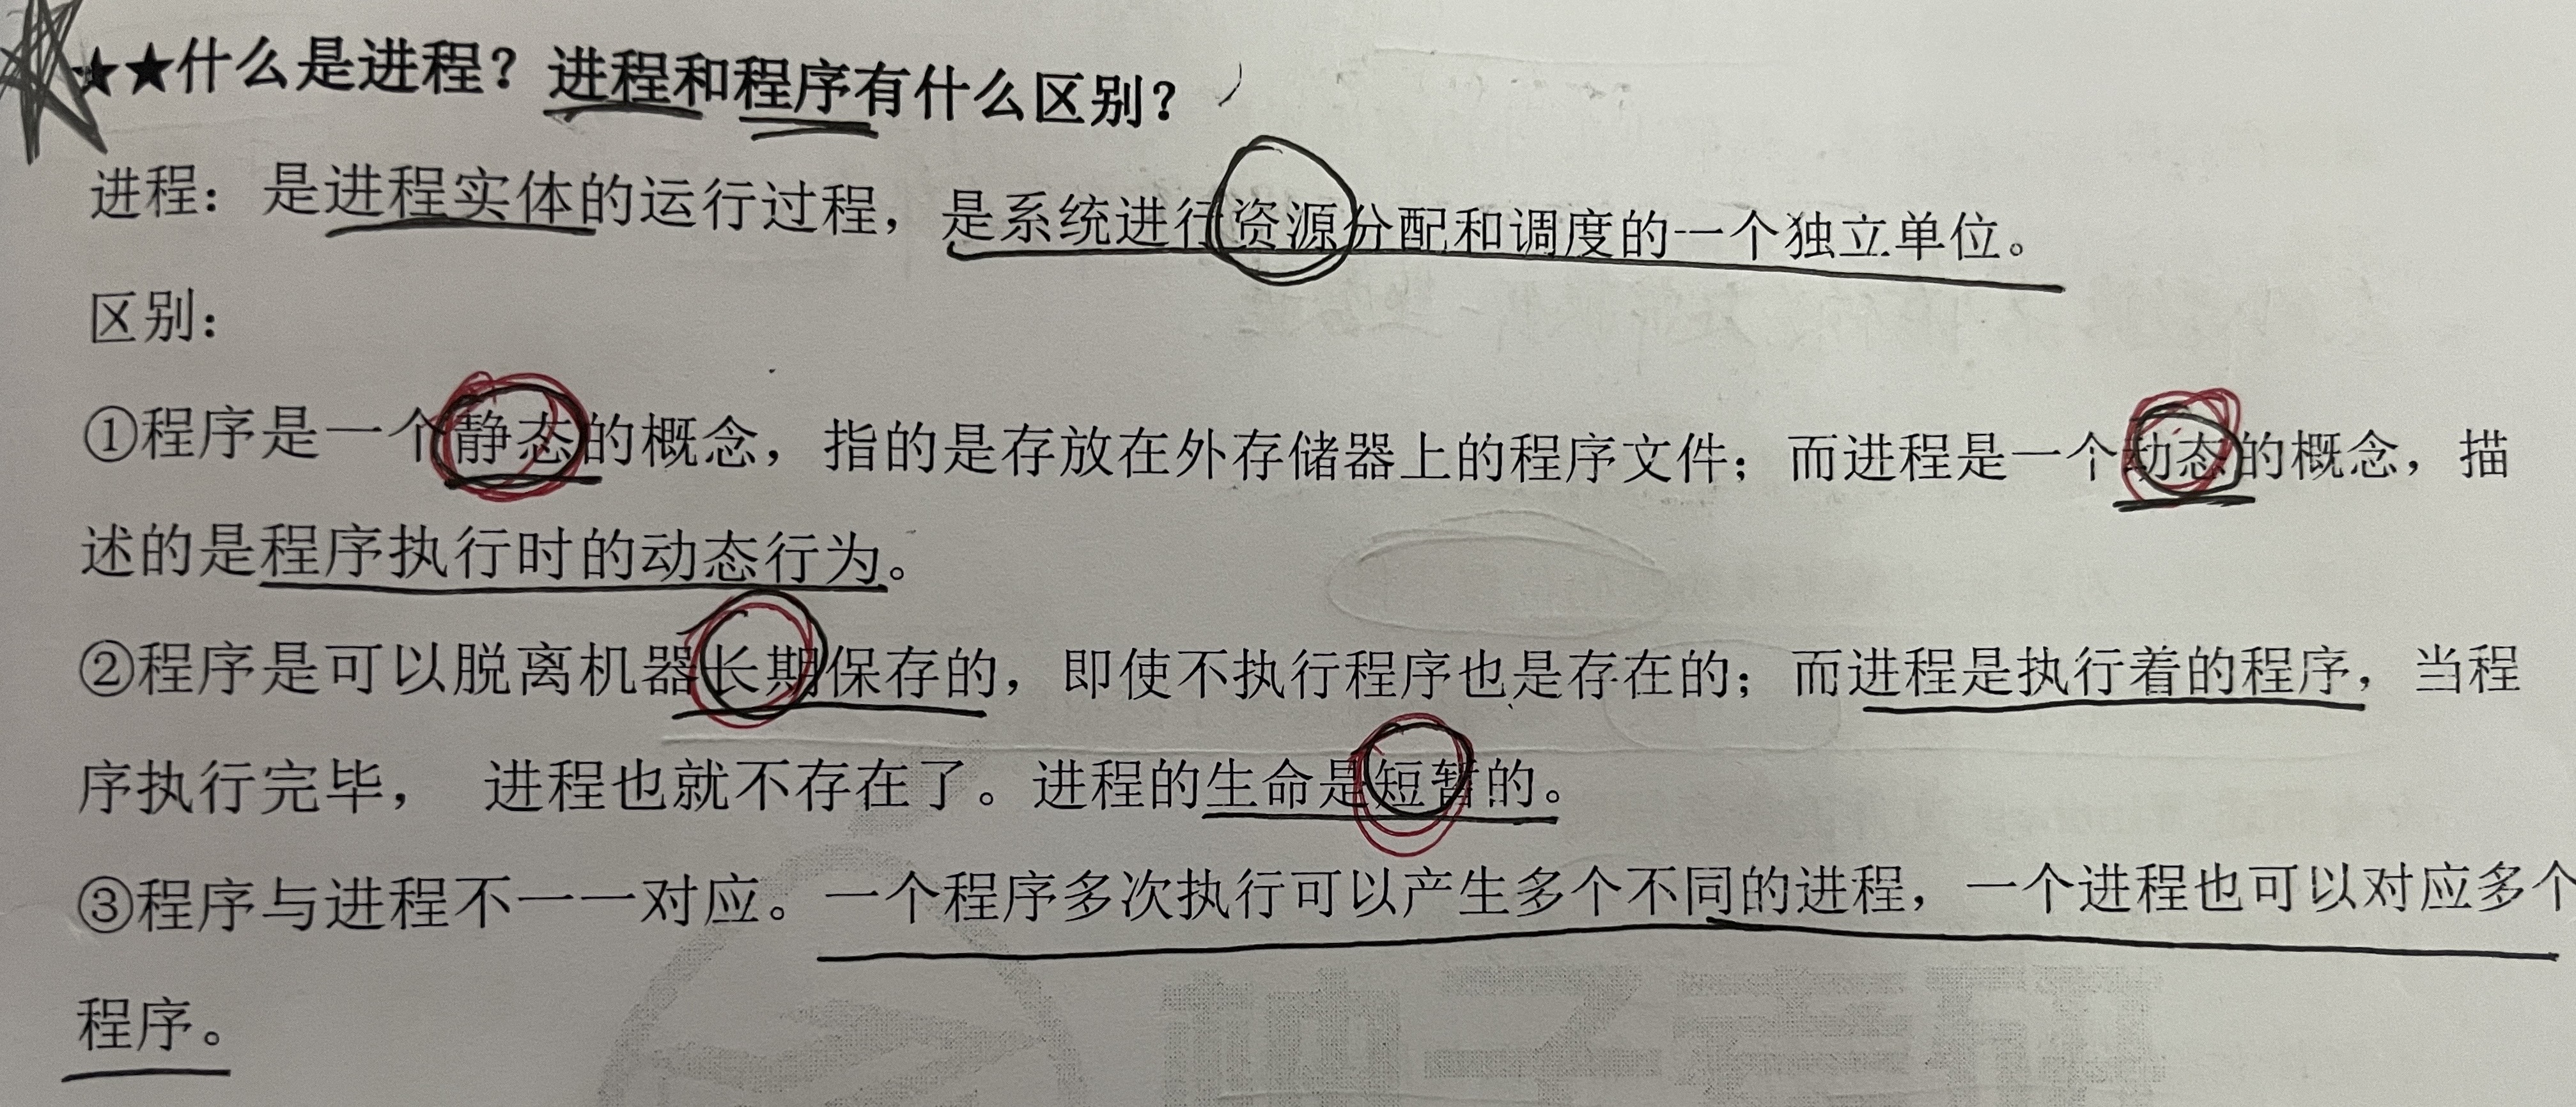 ★★什么是进程？进程和程序有什么区别？
进程：是进程实体的运行过程，是系统进行资源分配和调度的一个独立单位。
区别：
①程序是一个静态的概念，指的是存放在外存储器上的程序文件；而进程是一个动态的概念，描
述的是程序执行时的动态行为。
②程序是可以脱离机器长期保存的，即使不执行程序也是存在的；而进程是执行着的程序，当程
序执行完毕， 进程也就不存在了。进程的生命是短暂的。
③程序与进程不一一对应。一个程序多次执行可以产生多个不同的进程，一个进程也可以对应多个
程序。